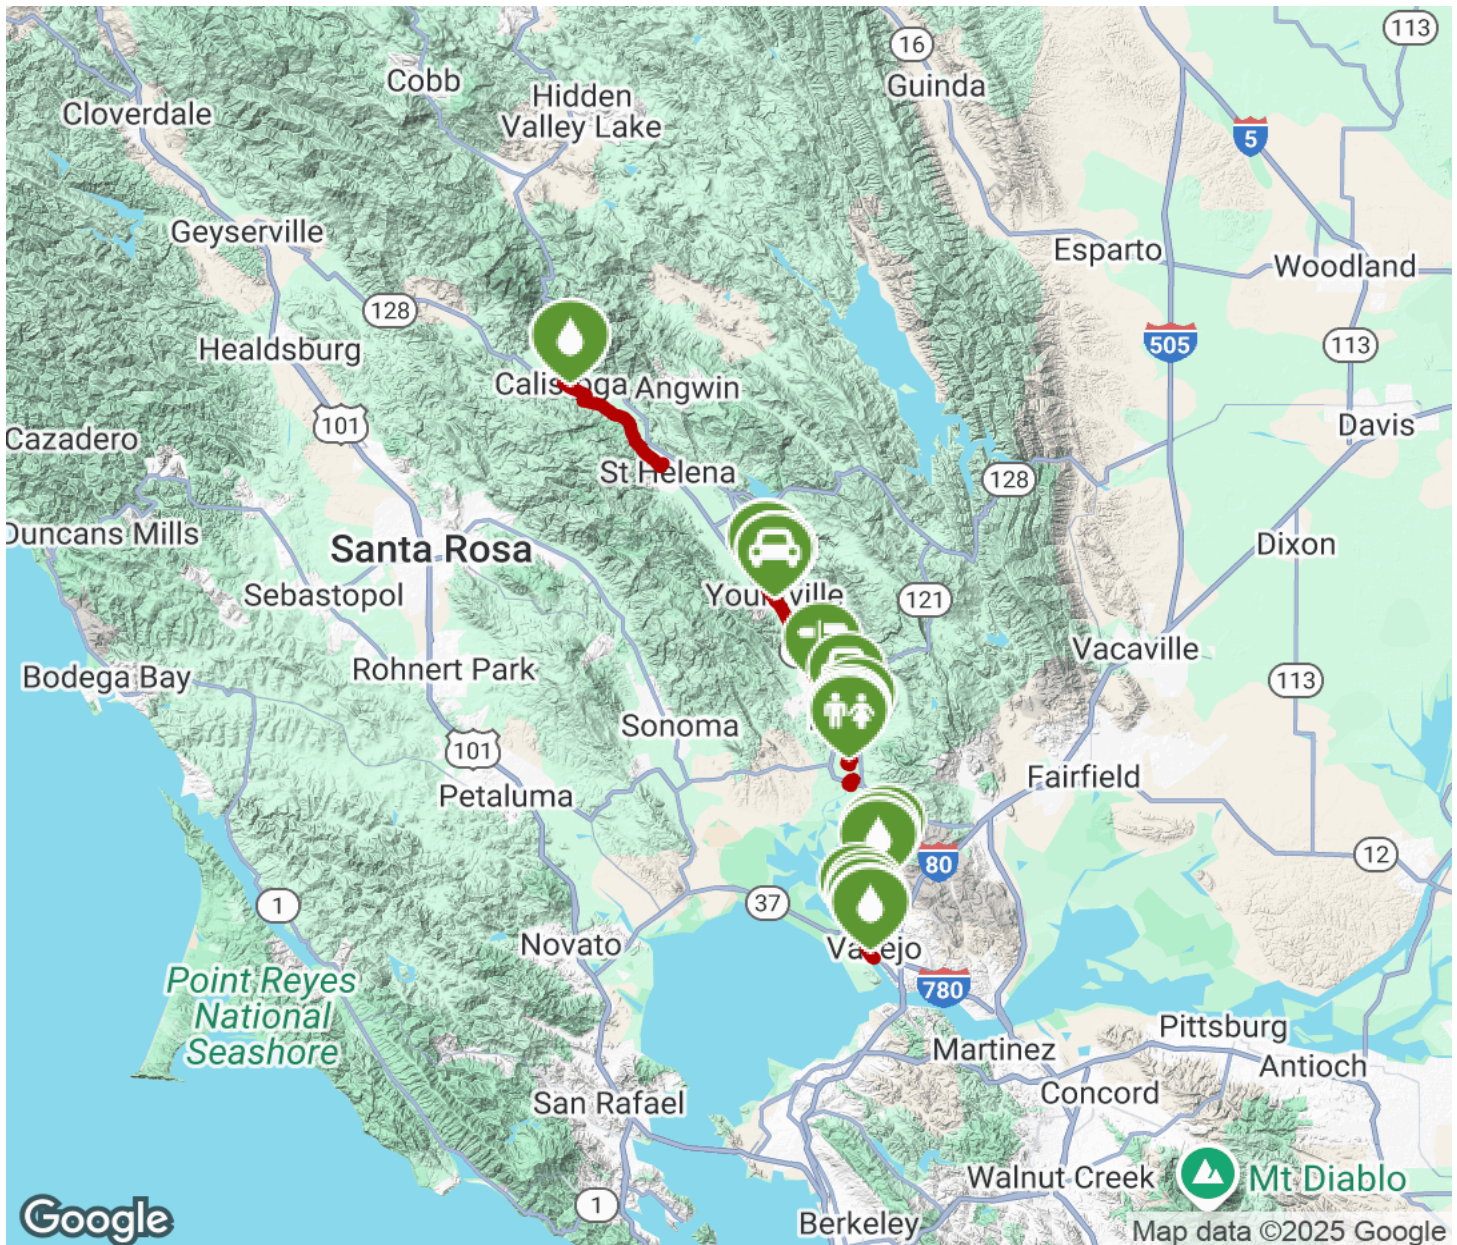 113
16
Cobb
Guinda
Hidden
Valley Lake
Cloverdale
5
Geyserville
Esparto
Woodland
128
Healdsburg
505
113
Calistoga
Angwin
101
Davis
Cazadero
St Helena
128
Duncans Mills
Santa Rosa
Dixon
Sebastopol
Yountville
121
Vacaville
Rohnert Park
Bodega Bay
113
Sonoma
101
Fairfield
Petaluma
80
12
37
1
Novato
Vallejo
Point Reyes
National
Seashore
780
Pittsburg
Martinez
Antioch
Concord
San Rafael
Walnut Creek
Mt Diablo
1
Google
Berkeley
Map data ©2025 Google